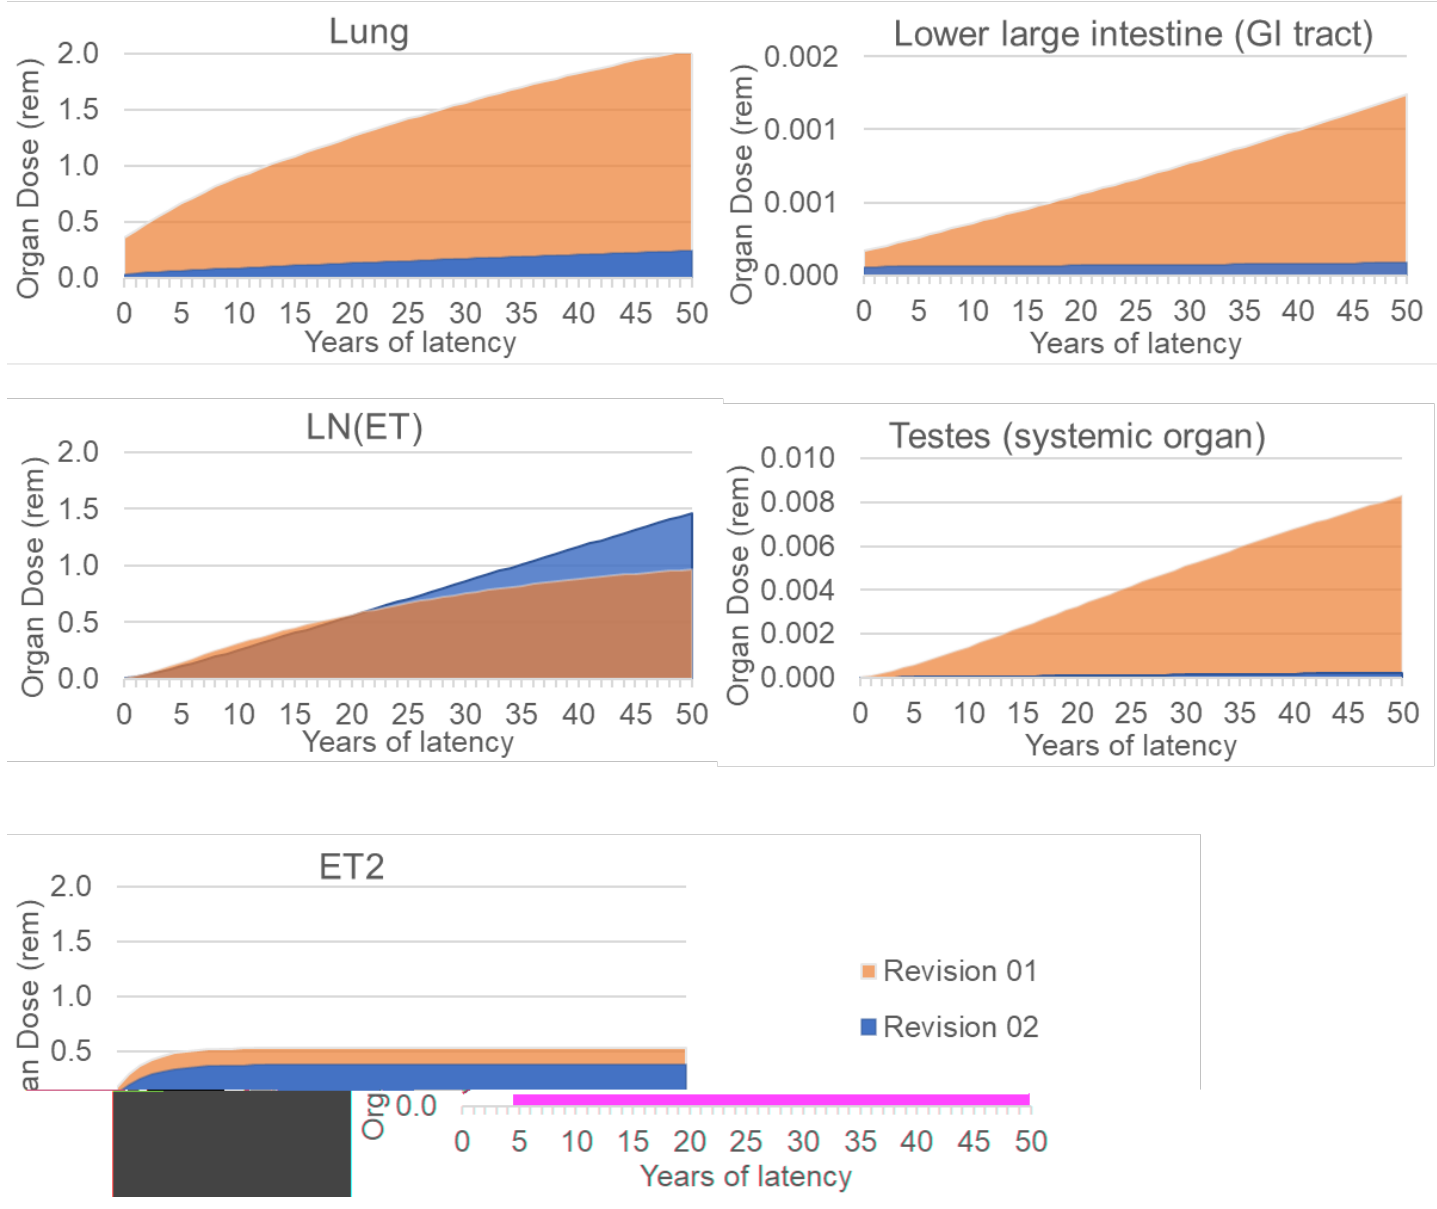 Lung
Organ Dose (rem)
2.0
1.5
1.0
0.5
0.0
0 5 10 15 20 25 30 35 40 45 50
Years of latency
Lower large intestine (GI tract)
Organ Dose (rem)
0.002
0.001
0.001
0.000
0 5 10 15 20 25 30 35 40 45 50
Years of latency
LN(ET)
Organ Dose (rem)
2.0
1.5
1.0
0.5
0.0
0 5 10 15 20 25 30 35 40 45 50
Years of latency
Testes (systemic organ)
Organ Dose (rem)
0.010
0.008
0.006
0.004
0.002
0.000
0 5 10 15 20 25 30 35 40 45 50
Years of latency
ET2
an Dose (rem)
2.0
1.5
1.0
0.5
Revision 01
Revision 02
Org
0.0
0 5 10 15 20 25 30 35 40 45 50
Years of latency